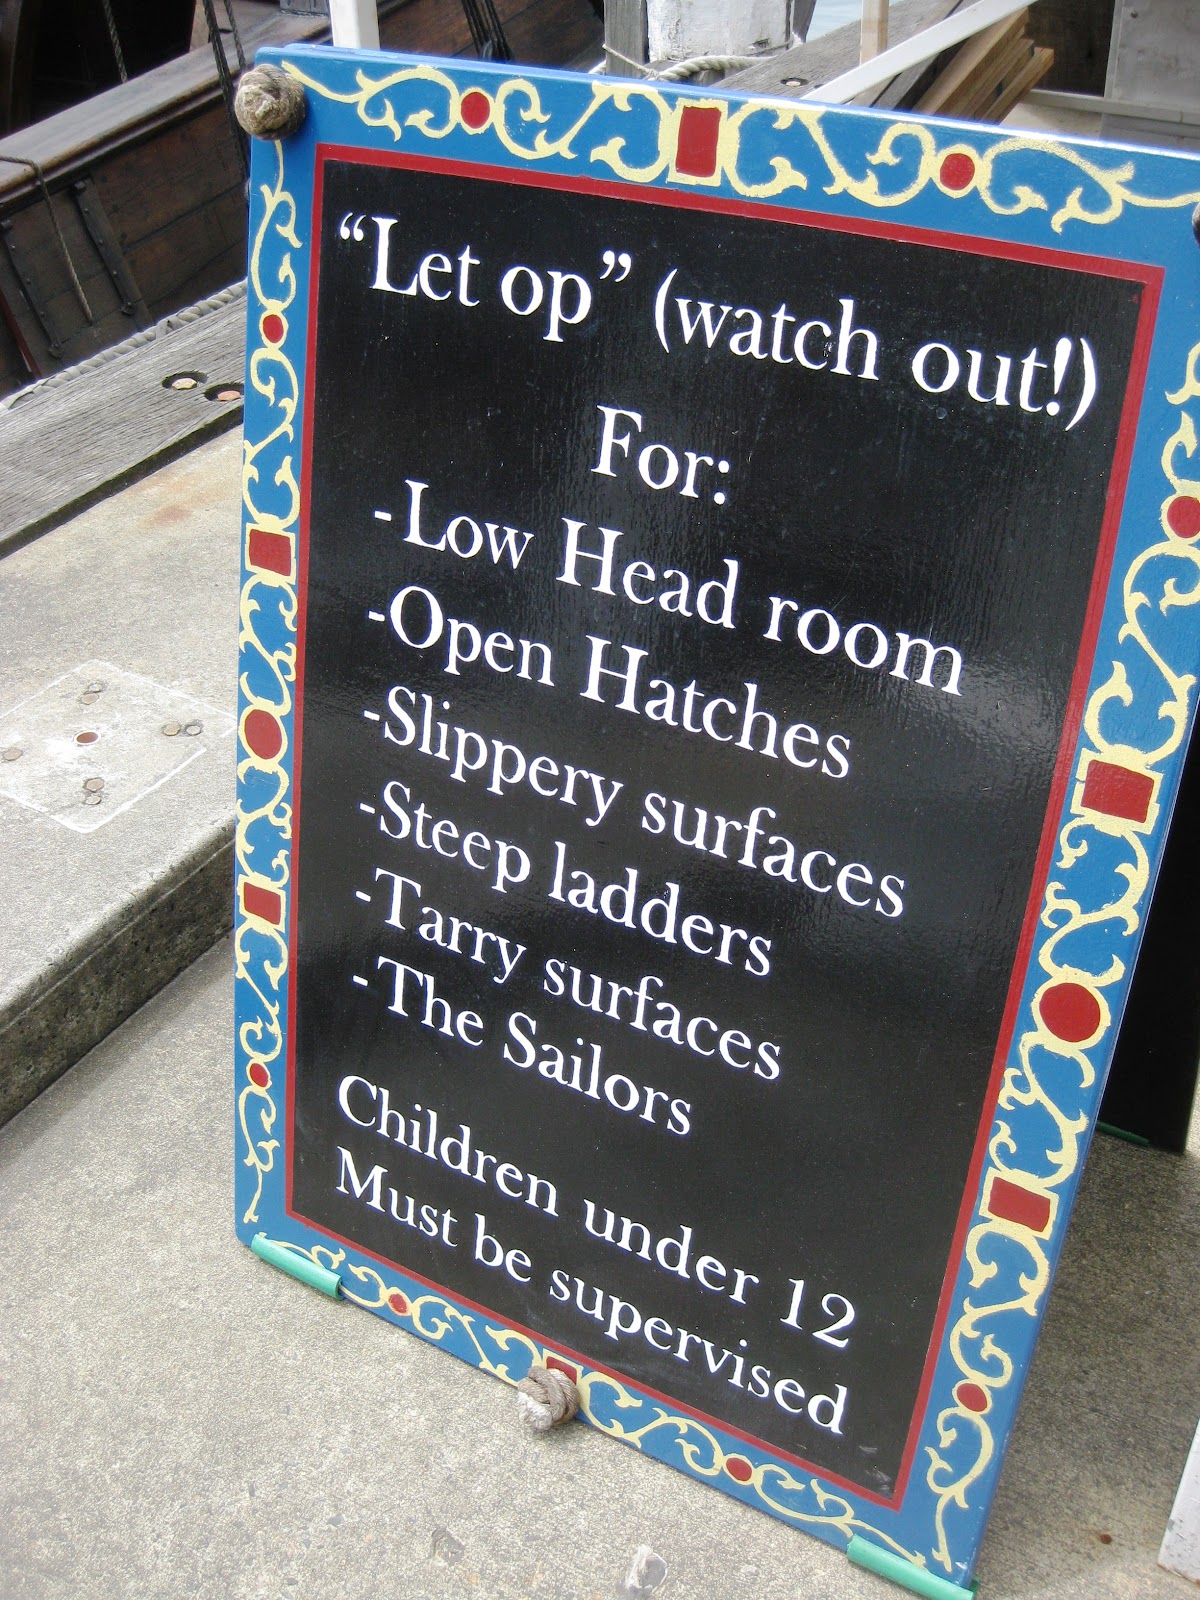 “Let op” (watch out!)
For:
-Low Head room
-Open Hatches
-Slippery surfaces
-Steep ladders
-Tarry surfaces
-The Sailors
Children under 12
Must be supervised